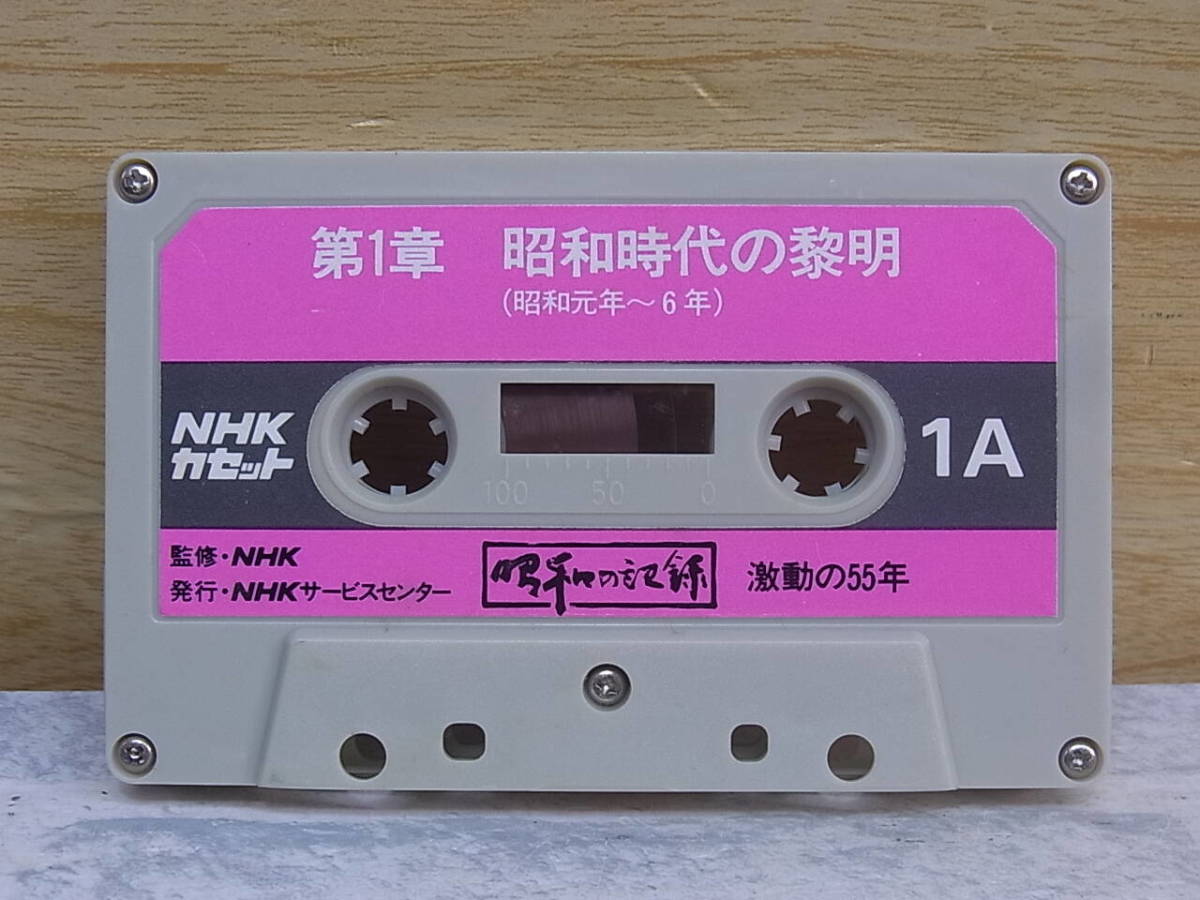 第1章　昭和時代の黎明
(昭和元年～6年)
NHK
カセット
1A
100 50 0
監修・NHK
発行・NHKサービスセンター
昭和の記録
激動の55年